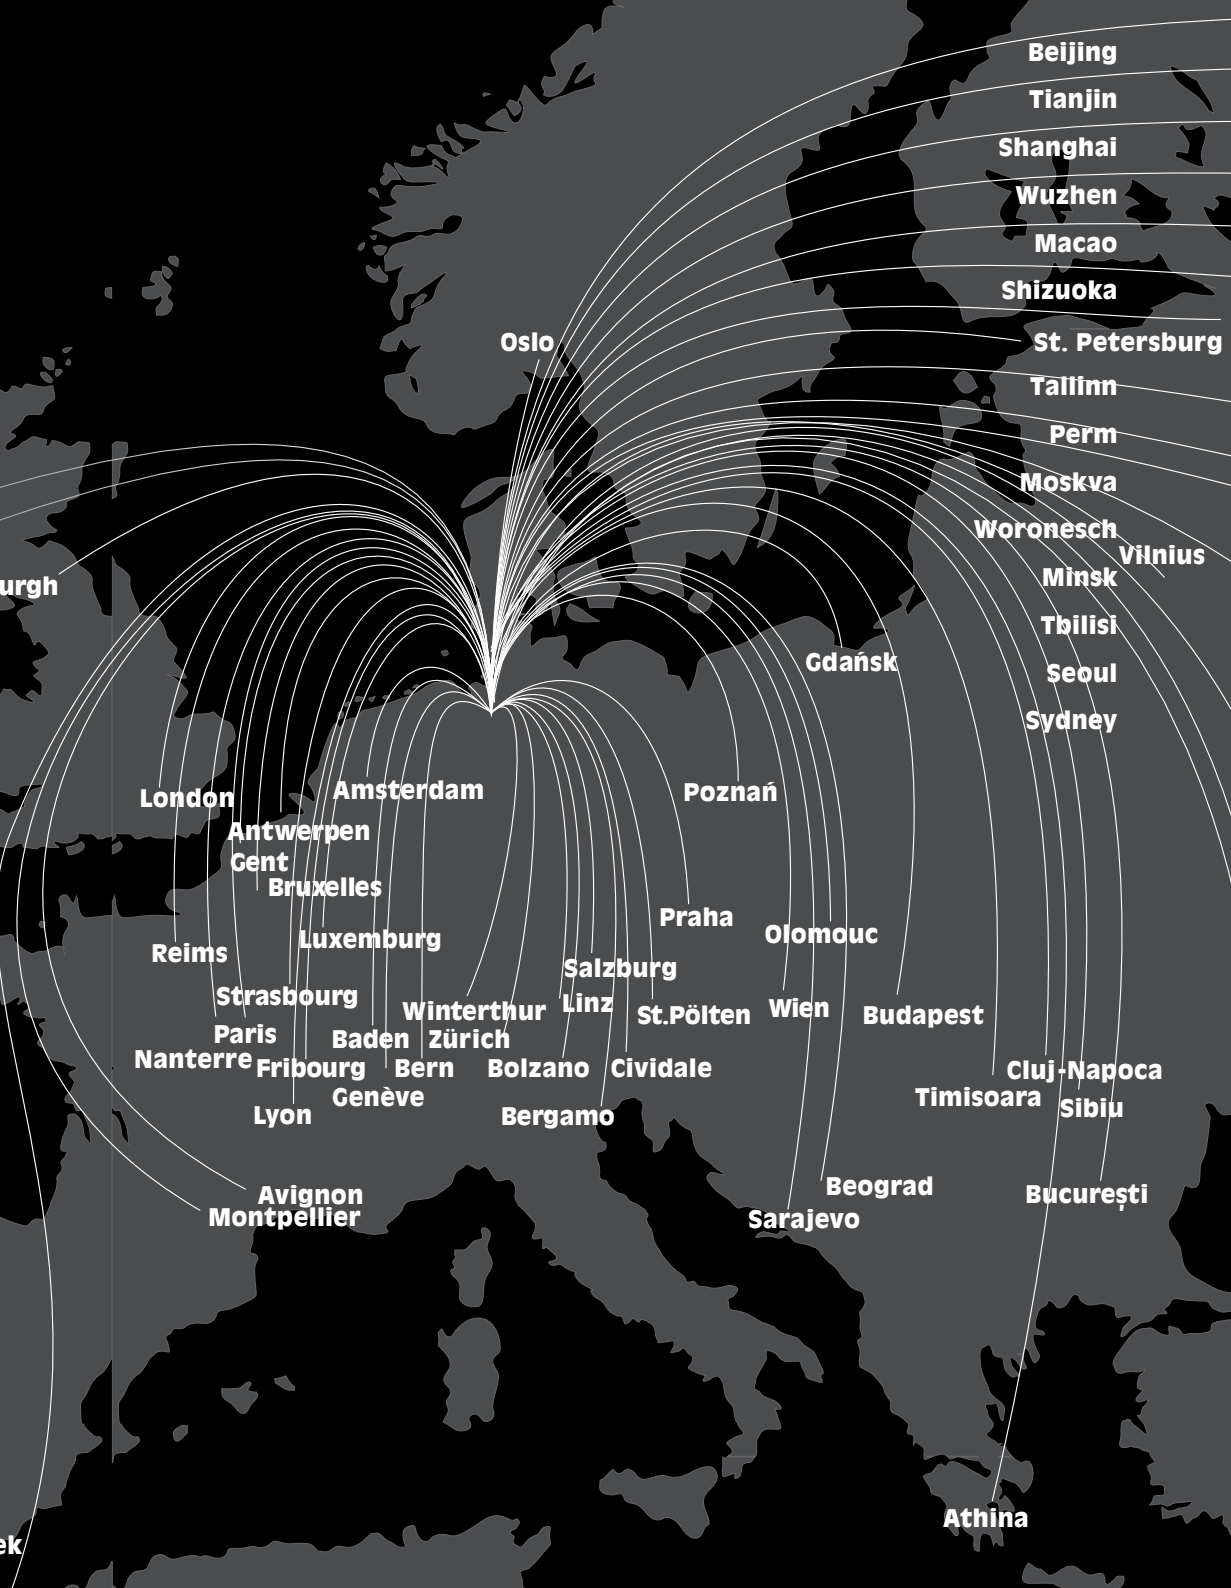 Beijing
Tianjin
Shanghai
Wuzhen
Macao
Shizuoka
Oslo
St. Petersburg
Tallinn
Perm
Moskva
Woronesch
Vilnius
urgh
Minsk
Tbilisi
Gdańsk
Seoul
Sydney
London
Amsterdam
Poznań
Antwerpen
Gent
Bruxelles
Praha
Luxemburg
Olomouc
Reims
Salzburg
Strasbourg
Linz
Winterthur
St.Pölten
Wien
Budapest
Paris
Baden
Zürich
Nanterre
Fribourg
Bern
Bolzano
Cividale
Cluj-Napoca
Genève
Timisoara
Lyon
Bergamo
Sibiu
Avignon
Beograd
București
Montpellier
Sarajevo
Athina
ek